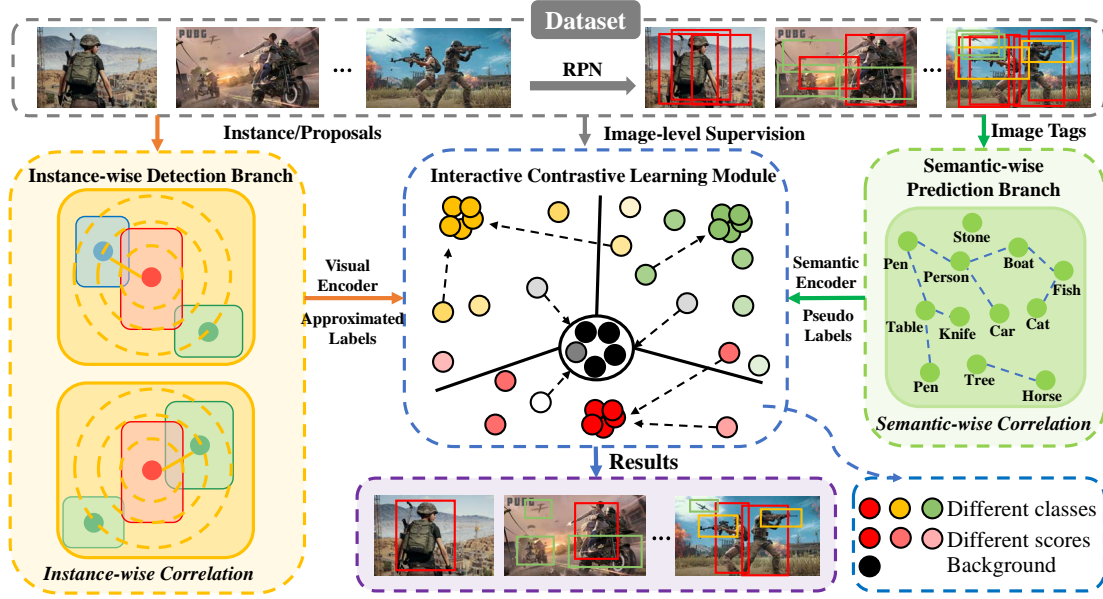 Dataset
PUBG
...
RPN
PUBG
...
Instance/Proposals
Image-level Supervision
Image Tags
Instance-wise Detection Branch
Interactive Contrastive Learning Module
Semantic-wise
Prediction Branch
Stone
Pen
Person
Boat
Fish
Table
Knife
Car
Cat
Pen
Tree
Horse
Semantic-wise Correlation
Visual
Encoder
Approximated
Labels
Semantic
Encoder
Pseudo
Labels
Instance-wise Correlation
Results
PUBG
...
Different classes
Different scores
Background